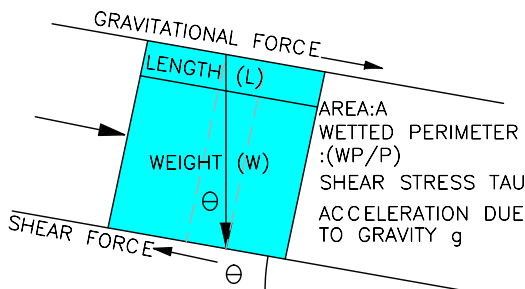 GRAVITATIONAL FORCE
LENGTH (L)
AREA:A
WETTED PERIMETER
:(WP/P)
WEIGHT (W)
SHEAR STRESS TAU
θ
ACCELERATION DUE
TO GRAVITY g
SHEAR FORCE
θ